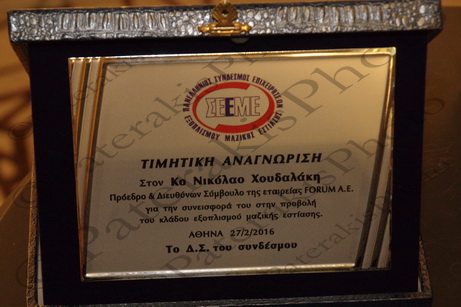 ΠΑΝΕΛΛΗΝΙΟΣ ΣΥΝΔΕΣΜΟΣ ΕΠΙΧΕΙΡΗΣΕΩΝ
ΣΕΕΜΕ
ΕΞΟΠΛΙΣΜΟΥ ΜΑΖΙΚΗΣ ΕΣΤΙΑΣΗΣ
ΤΙΜΗΤΙΚΗ ΑΝΑΓΝΩΡΙΣΗ
Στον Κο Νικόλαο Χουδαλάκη
Πρόεδρο & Διευθύνων Σύμβουλο της εταιρείας FORUM A.E.
για την συνεισφορά του στην προβολή
του κλάδου εξοπλισμού μαζικής εστίασης.
ΑΘΗΝΑ 27/2/2016
Το Δ.Σ. του συνδέσμου
© PaterakisPhoto